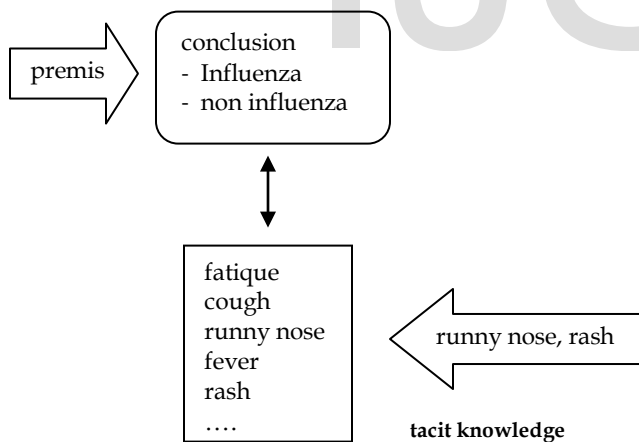 premis
conclusion
- Influenza
- non influenza
fatique
cough
runny nose
fever
rash
....
runny nose, rash
tacit knowledge